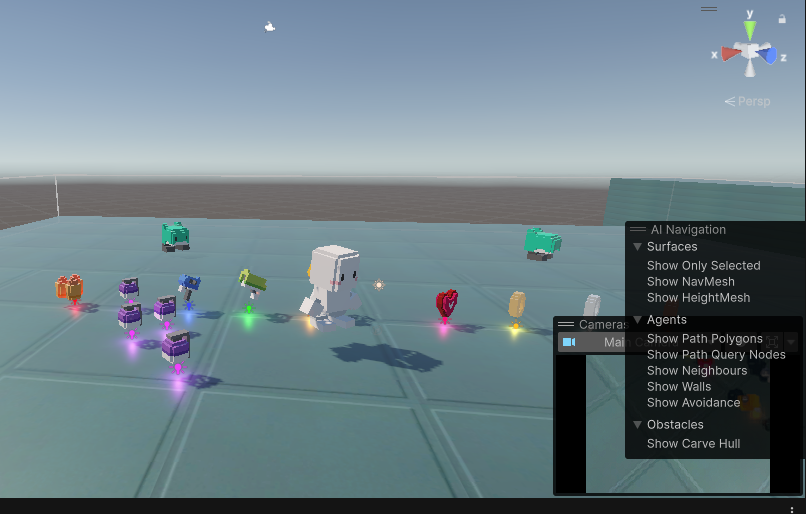 y
x
z
Persp
AI Navigation
Surfaces
Show Only Selected
Show NavMesh
Show HeightMesh
Agents
Cameras
Show Path Polygons
Main
Show Path Query Nodes
Show Neighbours
Show Walls
Show Avoidance
Obstacles
Show Carve Hull